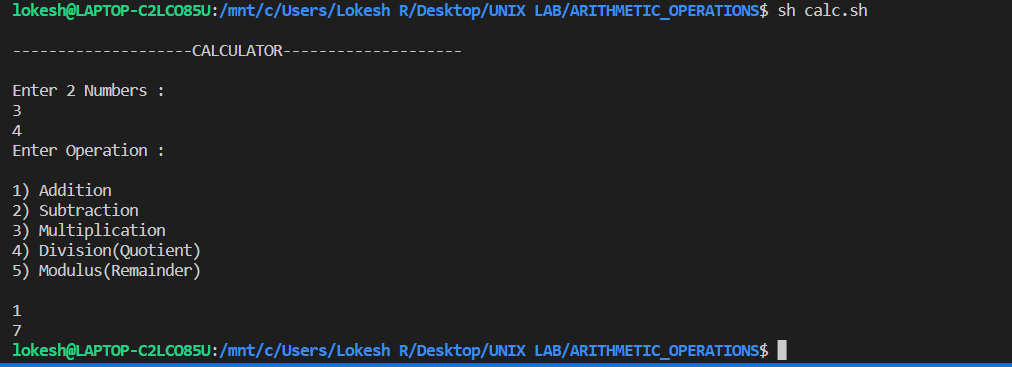 lokesh@LAPTOP-C2LCO85U:/mnt/c/Users/Lokesh R/Desktop/UNIX LAB/ARITHMETIC_OPERATIONS$ sh calc.sh
--------------------CALCULATOR--------------------
Enter 2 Numbers :
3
4
Enter Operation :
1) Addition
2) Subtraction
3) Multiplication
4) Division(Quotient)
5) Modulus(Remainder)
1
7
lokesh@LAPTOP-C2LCO85U:/mnt/c/Users/Lokesh R/Desktop/UNIX LAB/ARITHMETIC_OPERATIONS$